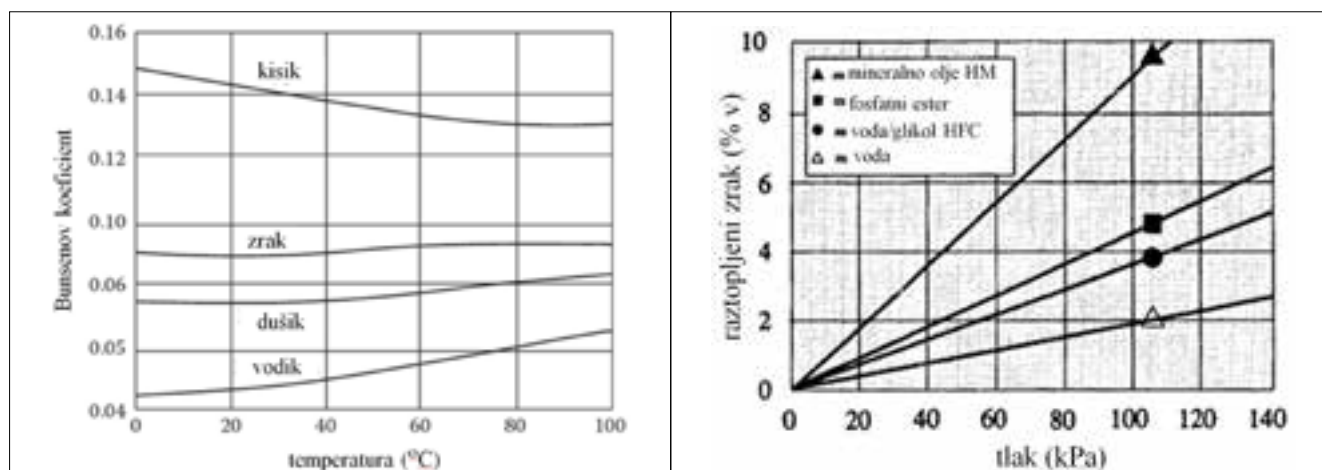 0.16
0.14
0.12
0.10
0.06
0.05
0.04
Bunsenov koeficient
kisik
zrak
dušik
vodik
0 20 40 60 80 100
temperatura (°C)
10
8
6
4
2
0
raztopljeni zrak (% v)
▲ = mineralno olje HM
■ = fosfatni ester
● = voda/glikol HFC
△ = voda
0 20 40 60 80 100 120 140
tlak (kPa)